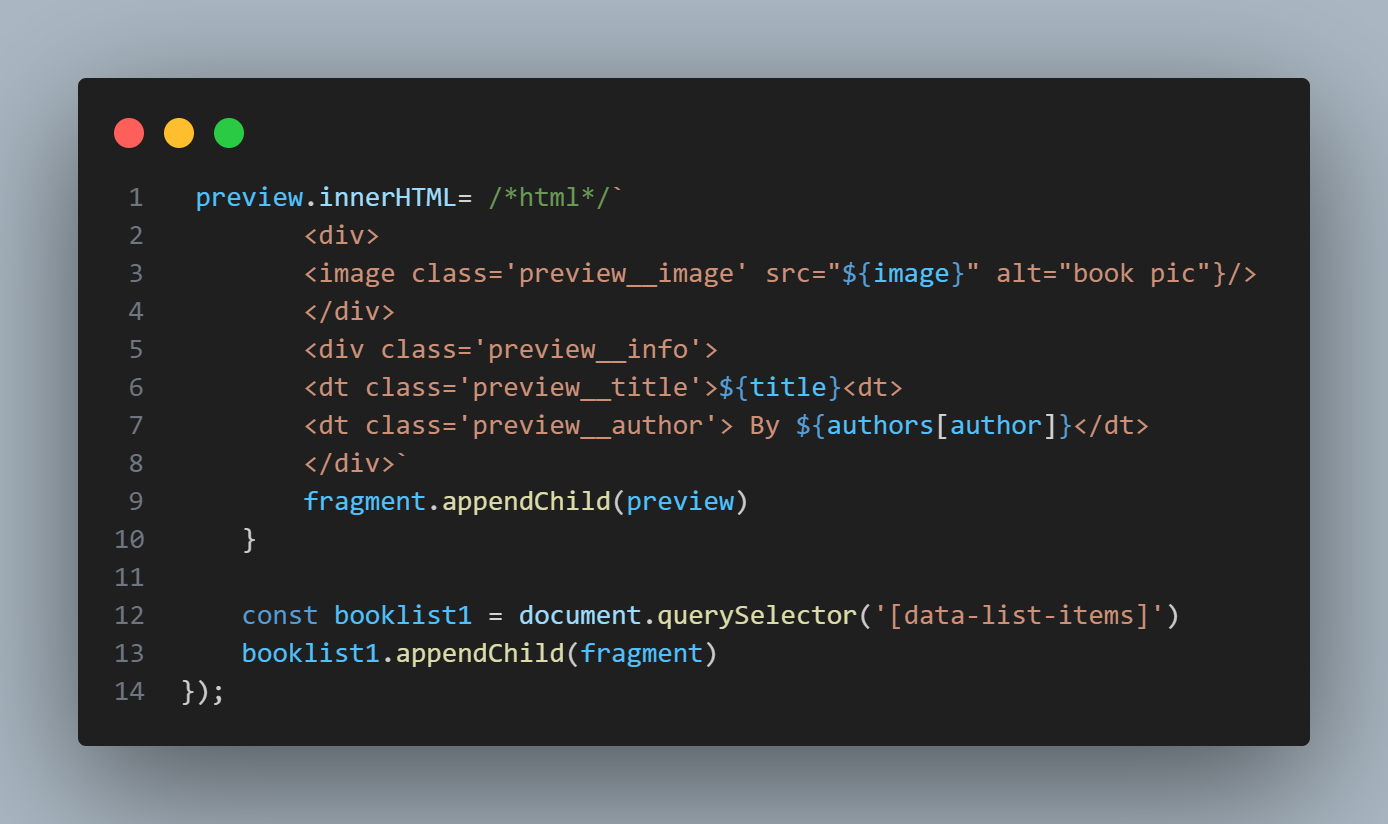 1 preview.innerHTML= /*html*/`
2 <div>
3 <image class='preview__image' src="${image}" alt="book pic"}/>
4 </div>
5 <div class='preview__info'>
6 <dt class='preview__title'>${title}<dt>
7 <dt class='preview__author'> By ${authors[author]}</dt>
8 </div>`
9 fragment.appendChild(preview)
10 }
11
12 const booklist1 = document.querySelector('[data-list-items]')
13 booklist1.appendChild(fragment)
14 });